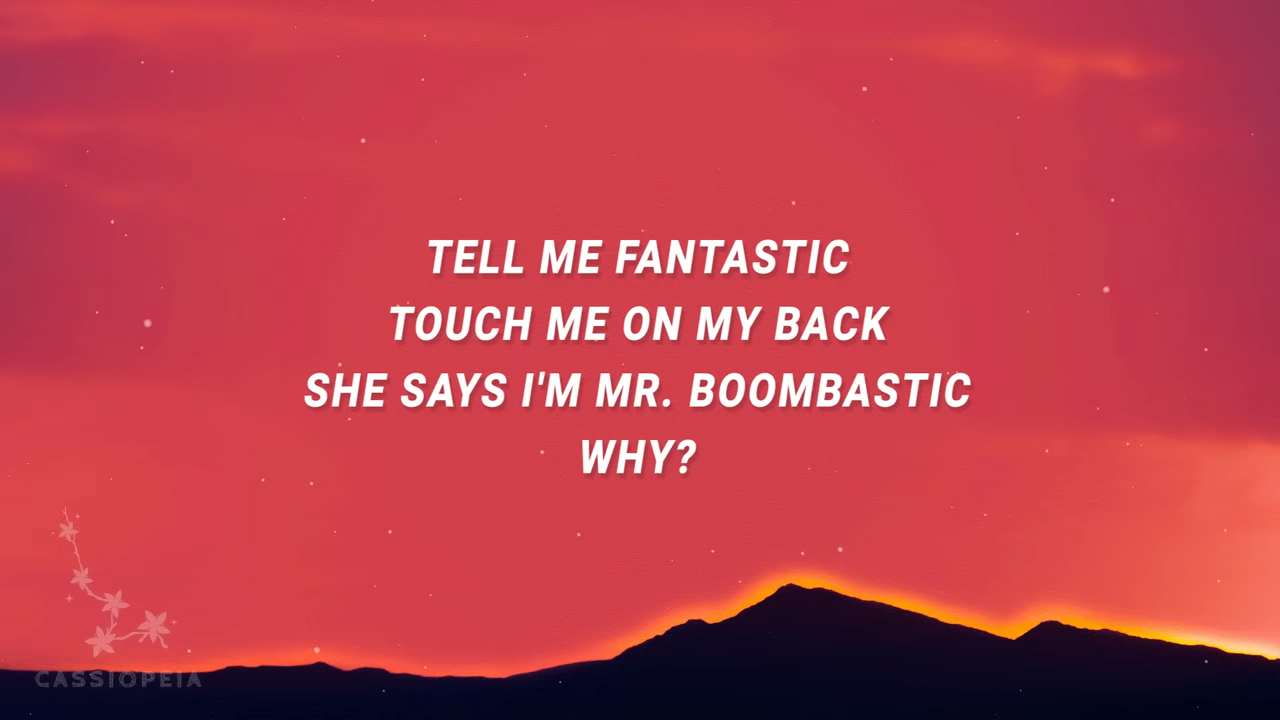 TELL ME FANTASTIC
TOUCH ME ON MY BACK
SHE SAYS I'M MR. BOOMBASTIC
WHY?
CASSIOPEIA